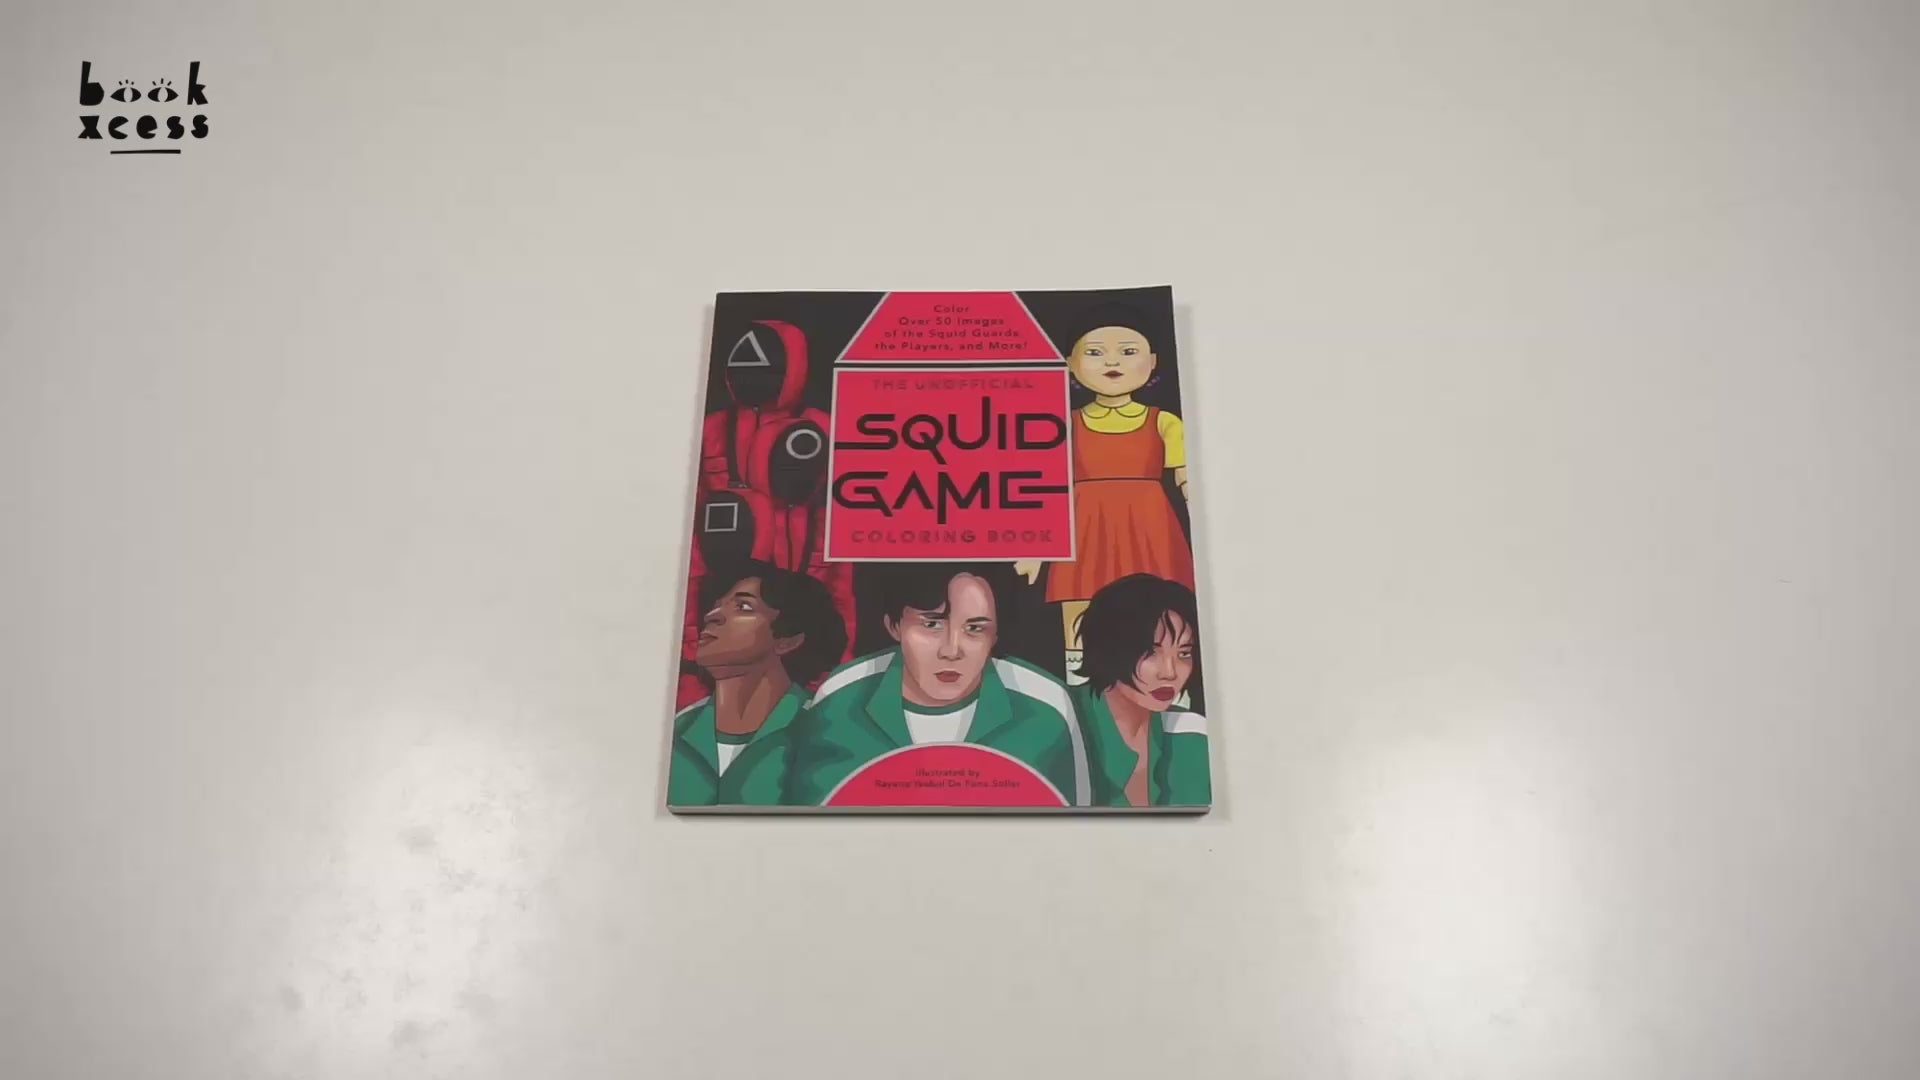 book
xcess
Color
Over 50 Images
of the Squid Guards,
the Players, and More!
THE UNOFFICIAL
SQUID
GAME
COLORING BOOK
Illustrated by
De